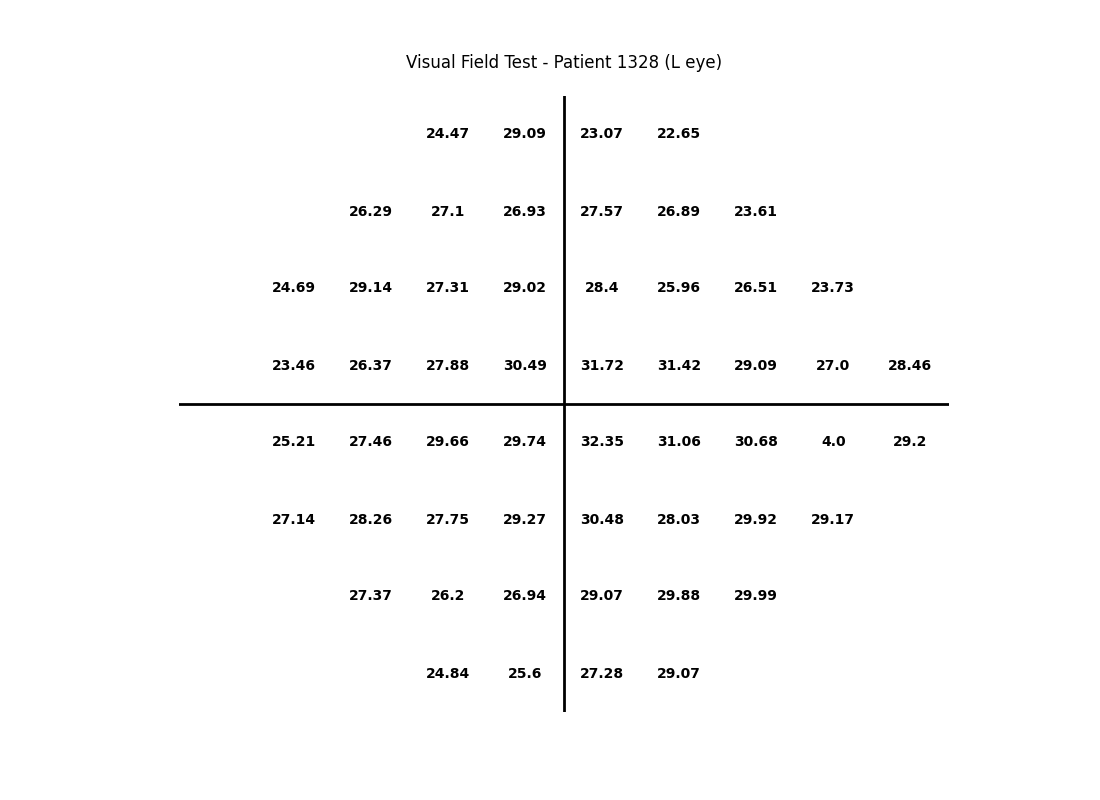 Visual Field Test - Patient 1328 (L eye)
24.47 29.09 23.07 22.65
26.29 27.1 26.93 27.57 26.89 23.61
24.69 29.14 27.31 29.02 28.4 25.96 26.51 23.73
23.46 26.37 27.88 30.49 31.72 31.42 29.09 27.0 28.46
25.21 27.46 29.66 29.74 32.35 31.06 30.68 4.0 29.2
27.14 28.26 27.75 29.27 30.48 28.03 29.92 29.17
27.37 26.2 26.94 29.07 29.88 29.99
24.84 25.6 27.28 29.07